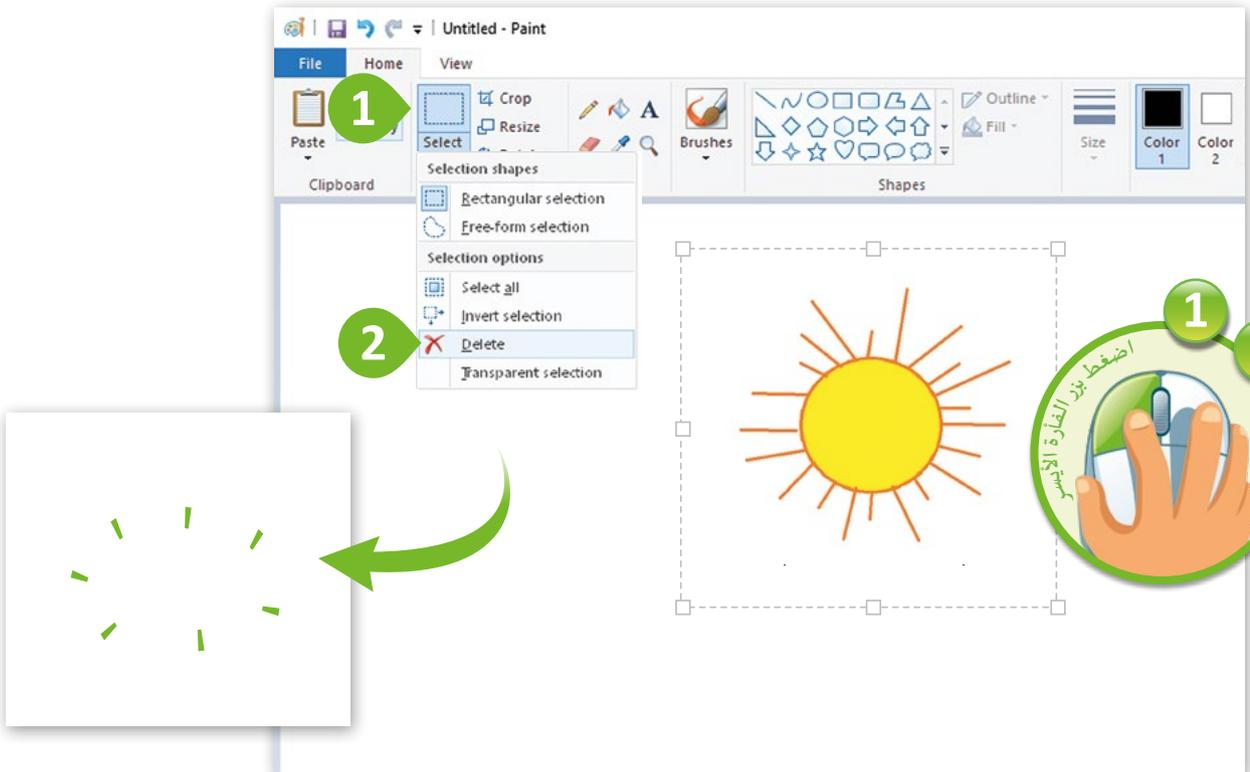 Untitled - Paint
File Home View
1
Paste
Select
Crop
Resize
A
Brushes
Outline
Fill
Size
Color 1
Color 2
Clipboard
Shapes
Selection shapes
Rectangular selection
Free-form selection
Selection options
Select all
Invert selection
2
Delete
Transparent selection
1
اضغط بزر الفأرة الأيسر